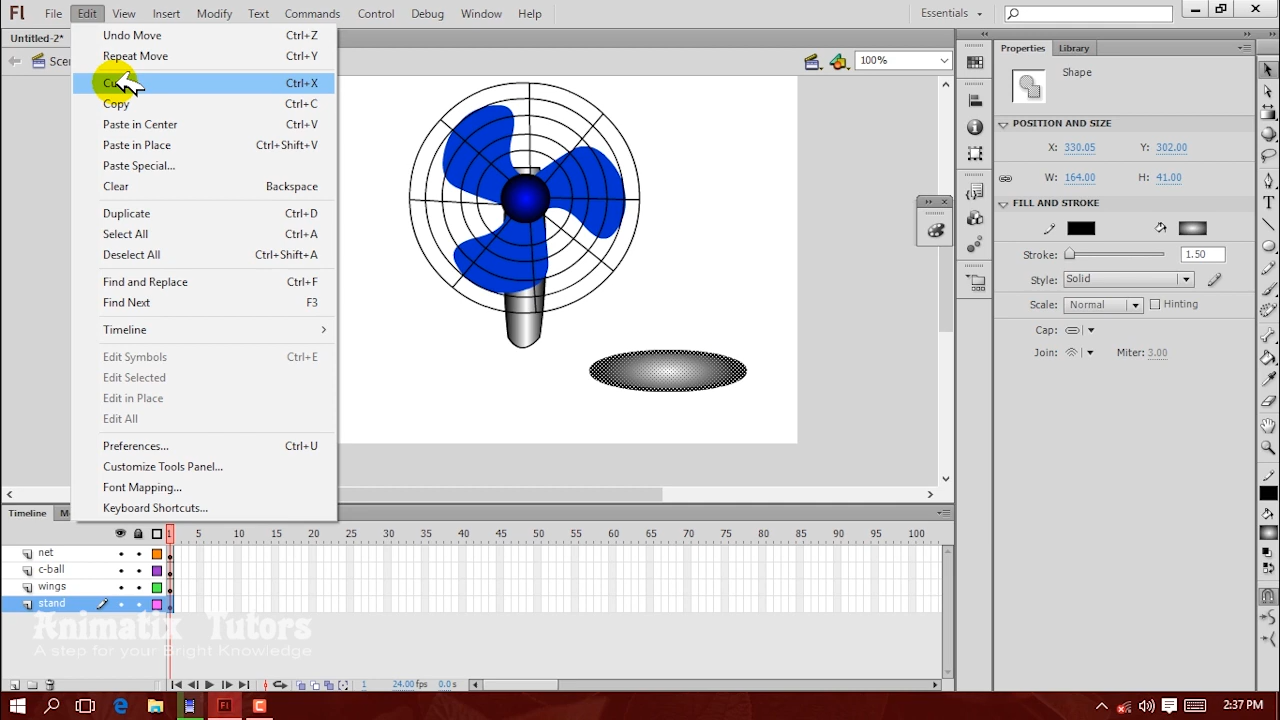 Fl File Edit View Insert Modify Text Commands Control Debug Window Help Essentials
Untitled-2*
Undo Move Ctrl+Z
Repeat Move Ctrl+Y
Ctrl+X
Copy Ctrl+C
Paste in Center Ctrl+V
Paste in Place Ctrl+Shift+V
Paste Special...
Clear Backspace
Duplicate Ctrl+D
Select All Ctrl+A
Deselect All Ctrl+Shift+A
Find and Replace Ctrl+F
Find Next F3
Timeline
Edit Symbols Ctrl+E
Edit Selected
Edit in Place
Edit All
Preferences... Ctrl+U
Customize Tools Panel...
Font Mapping...
Keyboard Shortcuts...
100%
Properties Library
Shape
POSITION AND SIZE
X: 330.05 Y: 302.00
W: 164.00 H: 41.00
FILL AND STROKE
Stroke: 1.50
Style: Solid
Scale: Normal Hinting
Cap:
Join: Miter: 3.00
Timeline
1 5 10 15 20 25 30 35 40 45 50 55 60 65 70 75 80 85 90 95 100
net
c-ball
wings
stand
Animatix Tutors
A step for your Bright Knowledge
1 24.00fps 0.0s
Fl
2:37 PM